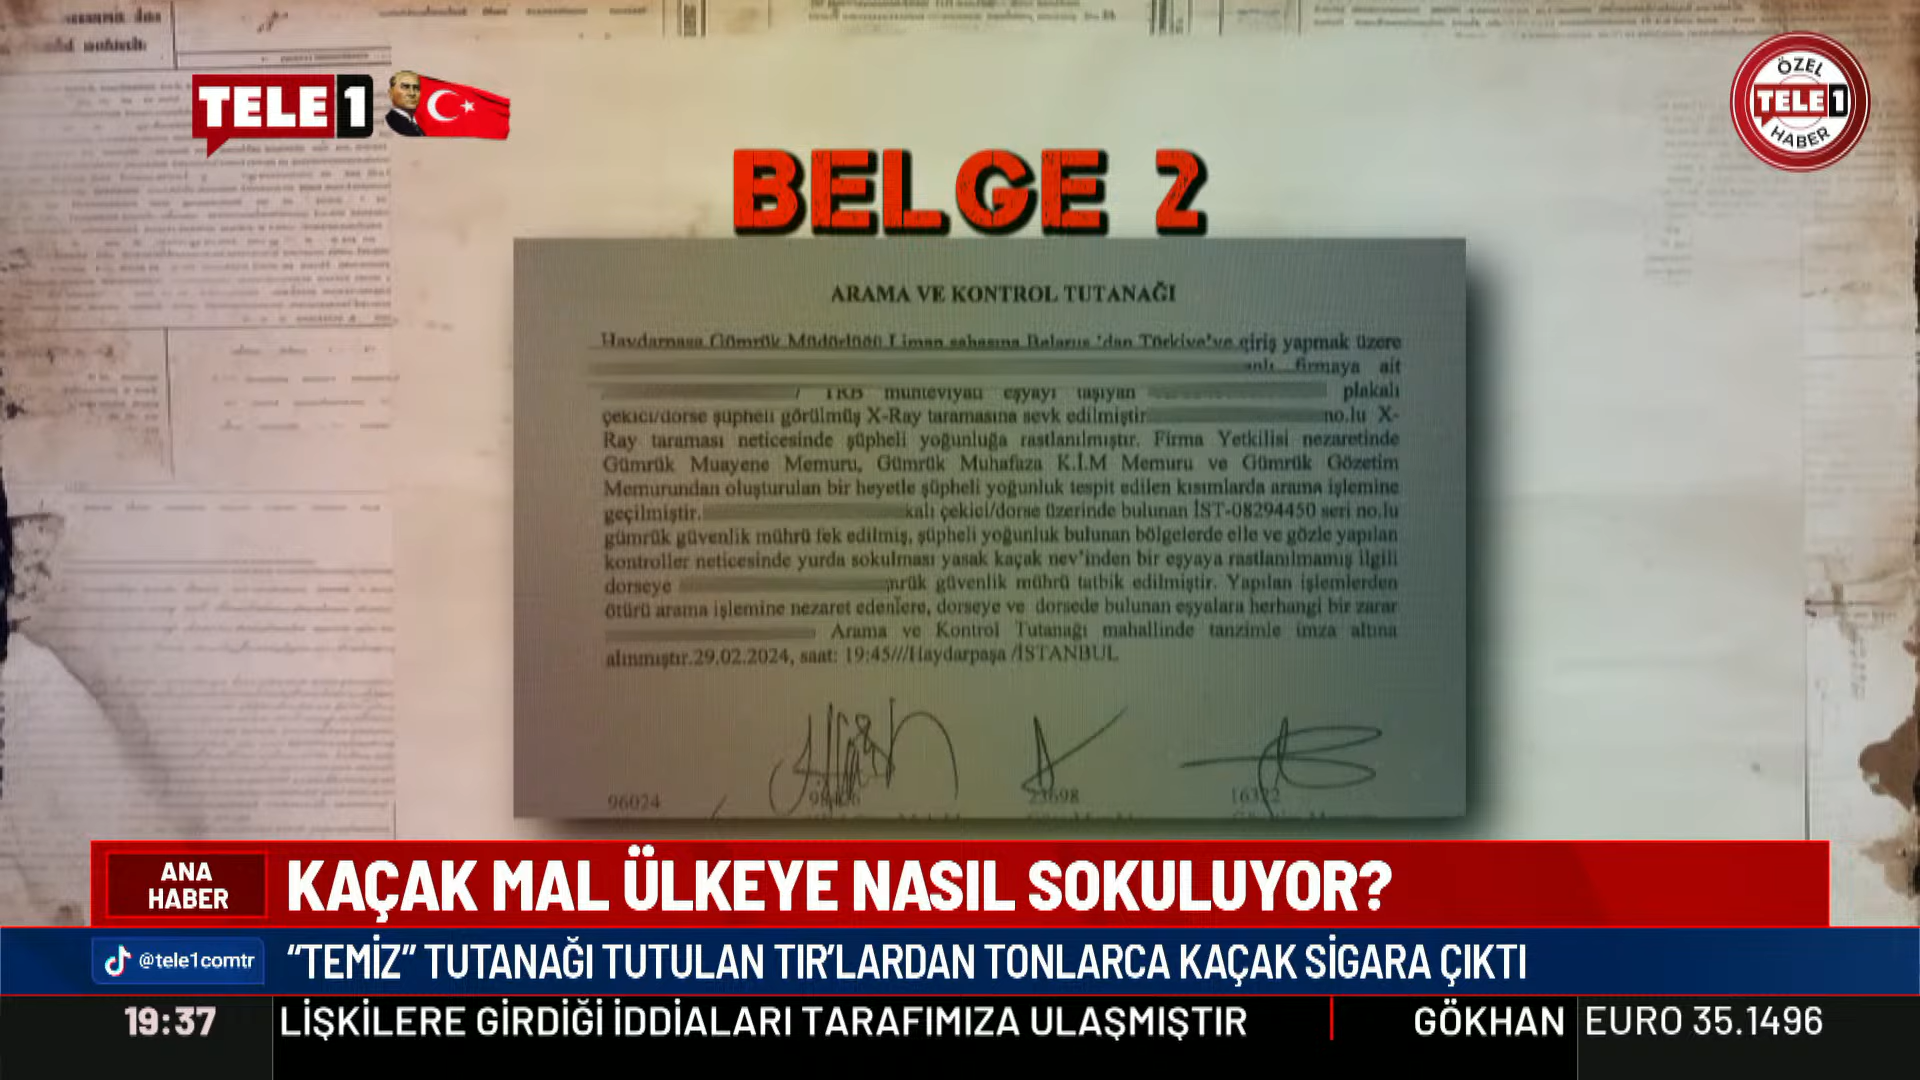 TELE1
ÖZEL
TELE1
HABER
BELGE 2
ARAMA VE KONTROL TUTANAĞI
Haydarpaşa Gümrük Müdürlüğü Liman sahasına Belarus 'dan Türkiye'ye giriş yapmak üzere
firmaya ait
/ TRB muhteviyatı eşyayı taşıyan plakalı
çekici/dorse şüpheli görülmüş X-Ray taramasına sevk edilmiştir. no.lu X-
Ray taraması neticesinde şüpheli yoğunluğa rastlanılmıştır. Firma Yetkilisi nezaretinde
Gümrük Muayene Memuru, Gümrük Muhafaza K.İ.M Memuru ve Gümrük Gözetim
Memurundan oluşturulan bir heyetle şüpheli yoğunluk tespit edilen kısımlarda arama işlemine
geçilmiştir. kalı çekici/dorse üzerinde bulunan İST-08294450 seri no.lu
gümrük güvenlik mührü fek edilmiş, şüpheli yoğunluk bulunan bölgelerde elle ve gözle yapılan
kontroller neticesinde yurda sokulması yasak kaçak nev'inden bir eşyaya rastlanılmamış ilgili
dorseye mrük güvenlik mührü tatbik edilmiştir. Yapılan işlemlerden
ötürü arama işlemine nezaret edenlere, dorseye ve dorsede bulunan eşyalara herhangi bir zarar
Arama ve Kontrol Tutanağı mahallinde tanzimle imza altına
alınmıştır.29.02.2024, saat: 19:45///Haydarpaşa /İSTANBUL
96024 16322
ANA HABER
KAÇAK MAL ÜLKEYE NASIL SOKULUYOR?
@tele1comtr
“TEMİZ” TUTANAĞI TUTULAN TIR’LARDAN TONLARCA KAÇAK SİGARA ÇIKTI
19:37
LİŞKİLERE GİRDİĞİ İDDİALARI TARAFIMIZA ULAŞMIŞTIR | GÖKHAN
EURO 35.1496